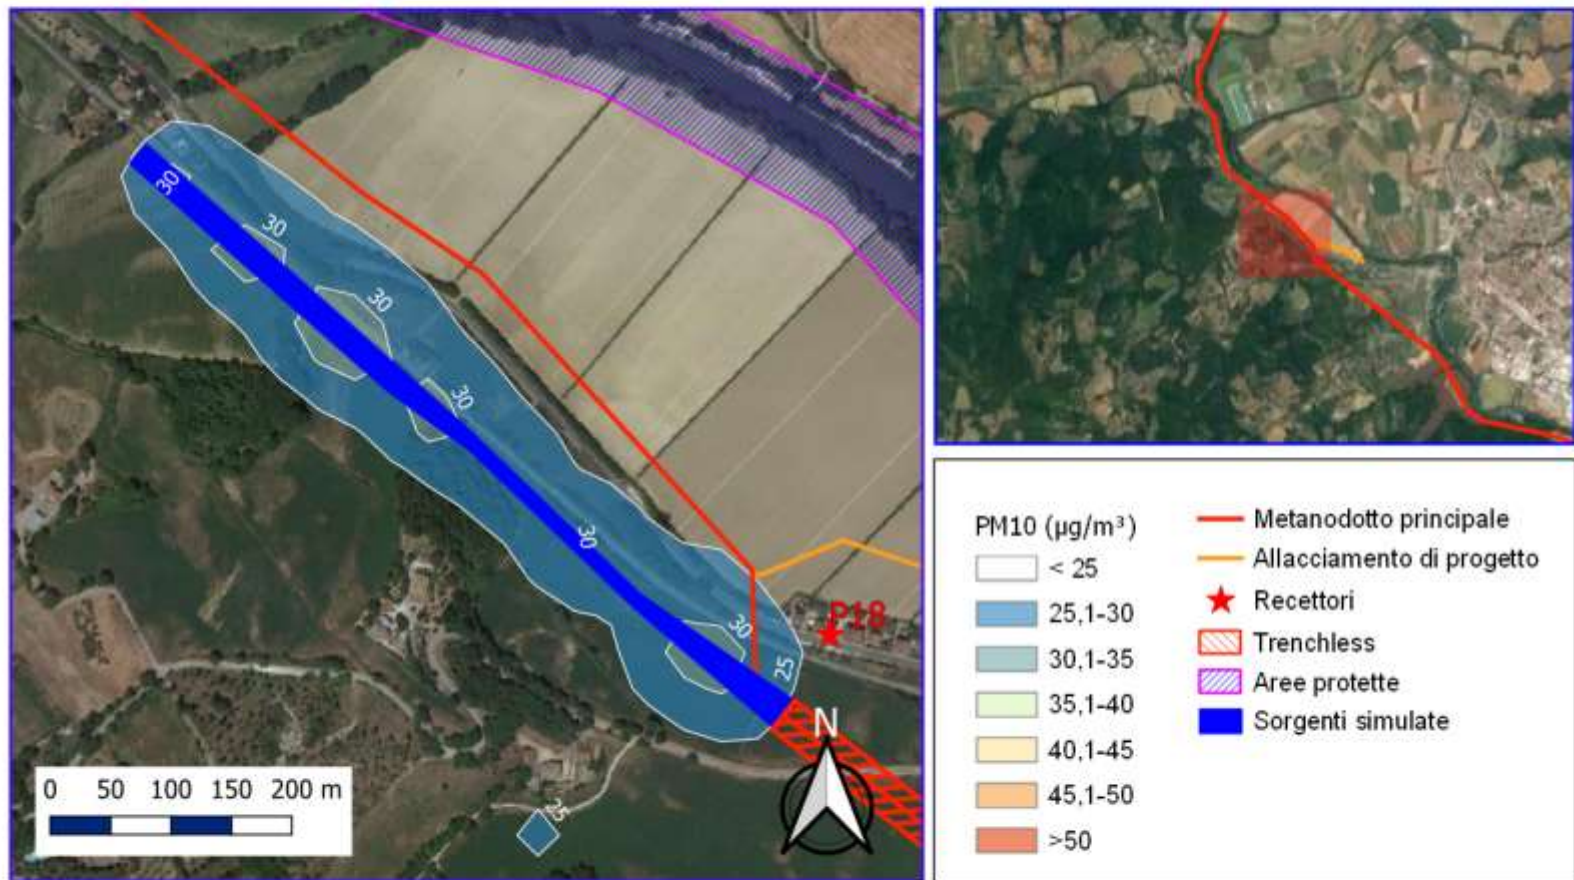 30
30
30
30
30
30
25
P18
25
N
0 50 100 150 200 m
PM10 (µg/m³)
< 25
25,1-30
30,1-35
35,1-40
40,1-45
45,1-50
>50
Metanodotto principale
Allacciamento di progetto
Recettori
Trenchless
Aree protette
Sorgenti simulate